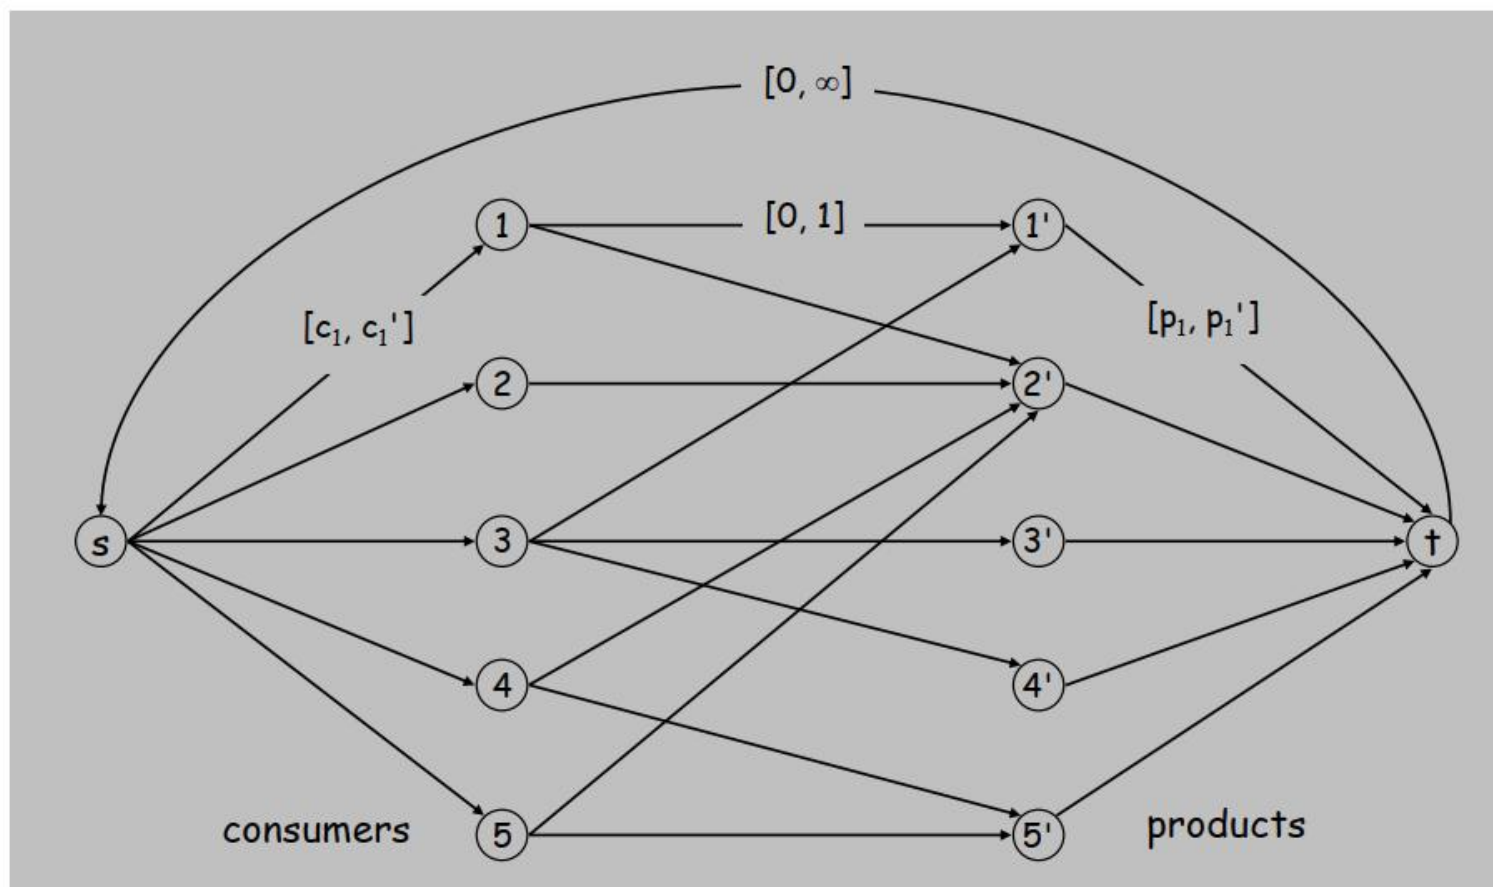 [0, ∞]
1
[0, 1]
1'
[c₁, c₁']
[p₁, p₁']
2
2'
s
3
3'
t
4
4'
consumers
5
5'
products